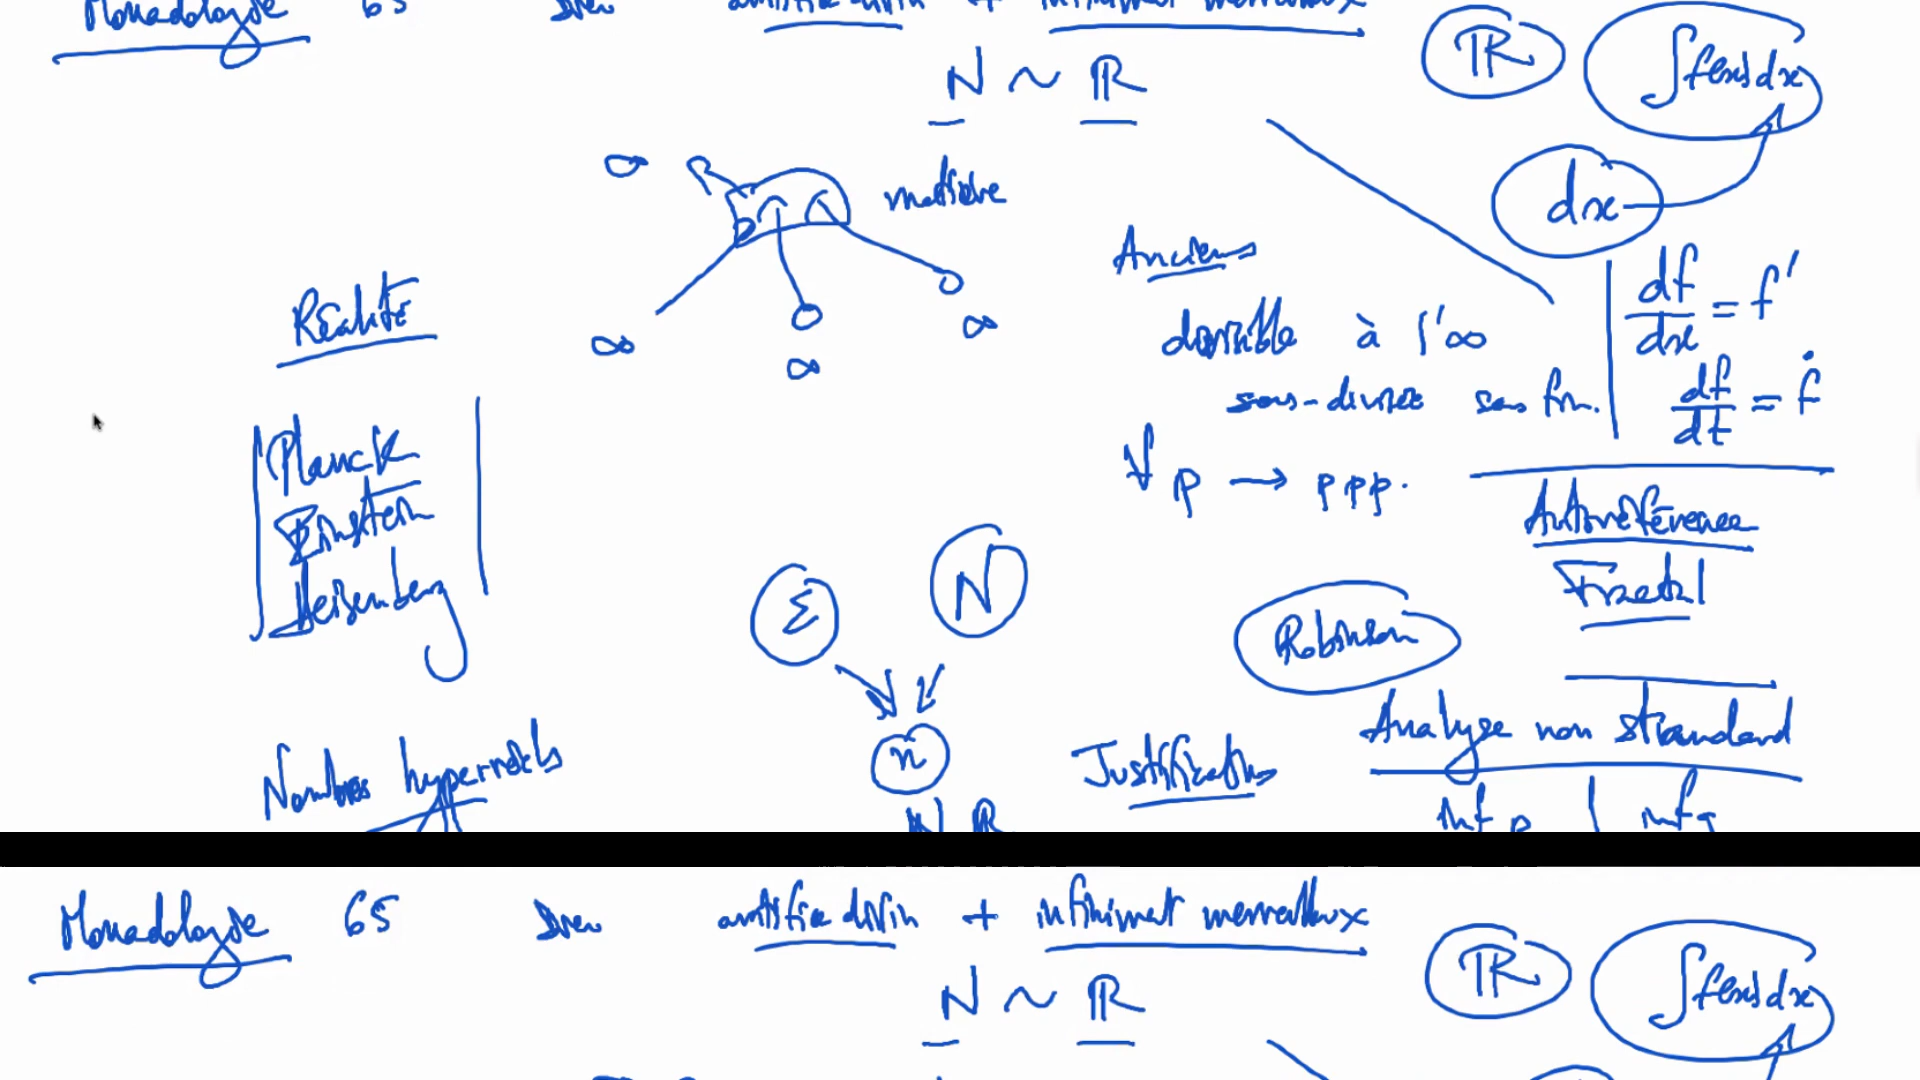 Monadologie 65 Dieu artifice divin + infiniment merveilleux
N ~ ℝ
ℝ
∫f(x)dx
∞
matière
dx
Anciens
Réalité
∞
∞
∞
divisible à l'∞
df/dx = f'
sous-divisée sans fin.
df/dt = ḟ
∀ p → p p p.
Planck
Einstein
Heisenberg
Autoréférence
Fractal
Σ
N
Robinson
n
Analyse non standard
Nombres hyperréels
Justification
N ℝ
inf p | inf g
Monadologie 65 Dieu artifice divin + infiniment merveilleux
N ~ ℝ
ℝ
∫f(x)dx